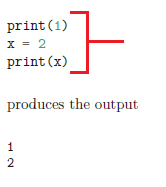 print(1)
x = 2
print(x)
produces the output
1
2